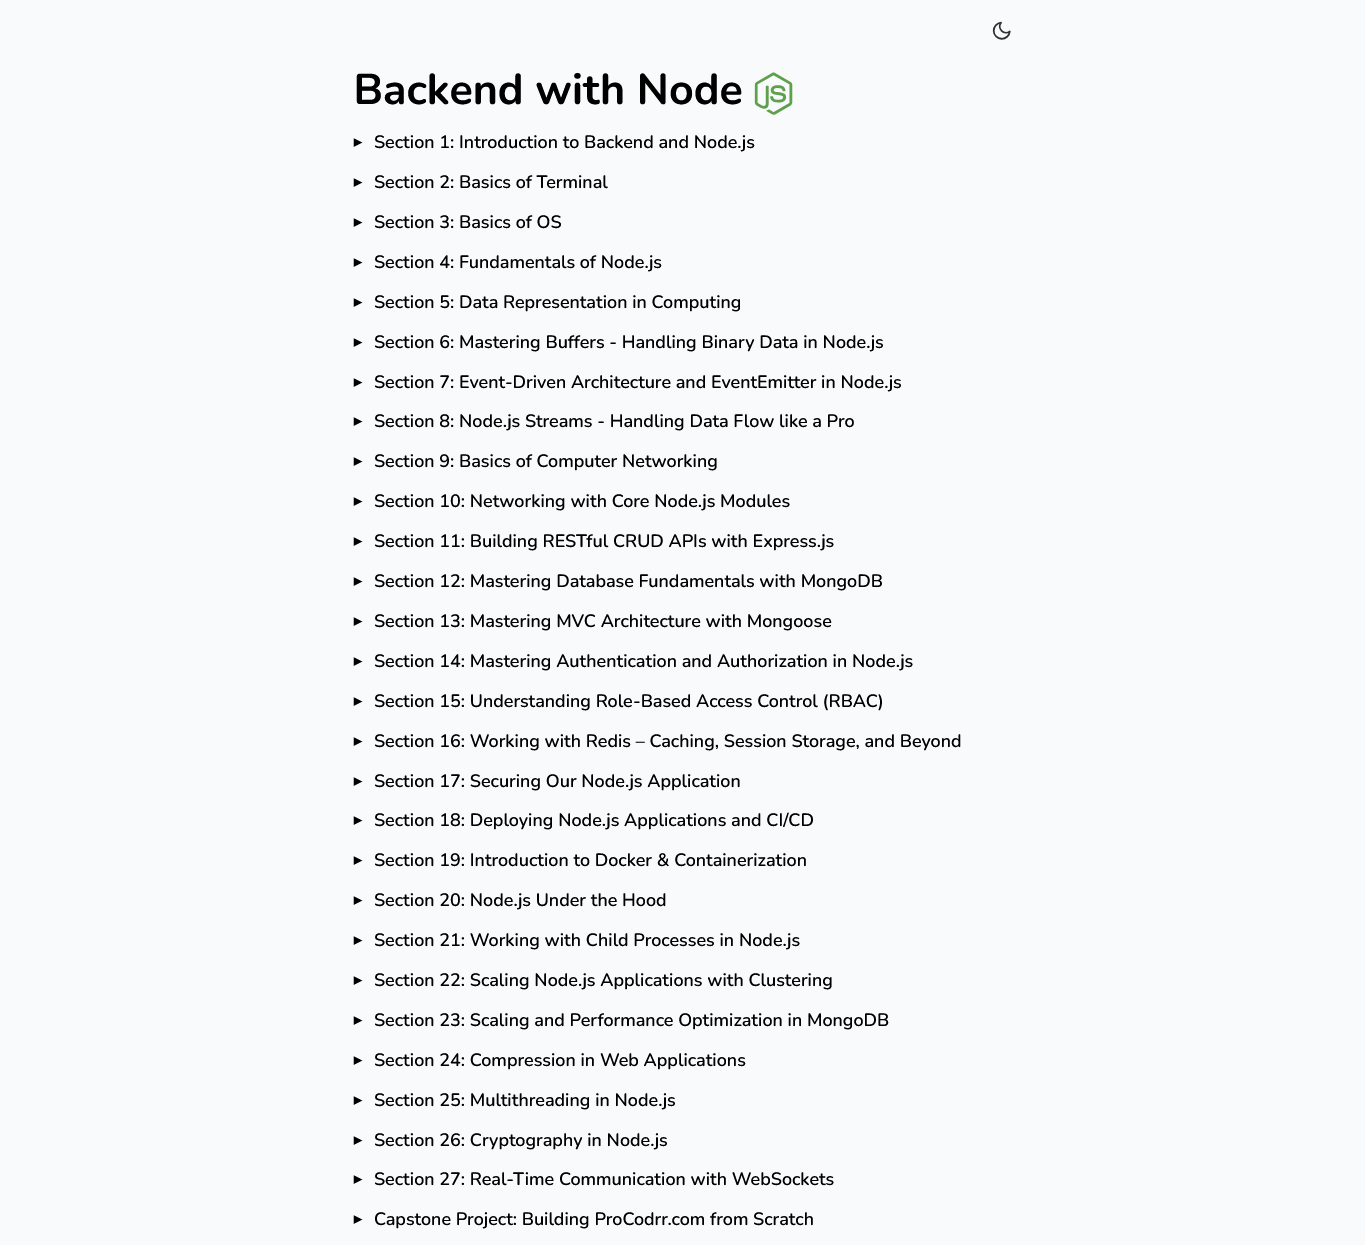 Backend with Node JS
▶ Section 1: Introduction to Backend and Node.js
▶ Section 2: Basics of Terminal
▶ Section 3: Basics of OS
▶ Section 4: Fundamentals of Node.js
▶ Section 5: Data Representation in Computing
▶ Section 6: Mastering Buffers - Handling Binary Data in Node.js
▶ Section 7: Event-Driven Architecture and EventEmitter in Node.js
▶ Section 8: Node.js Streams - Handling Data Flow like a Pro
▶ Section 9: Basics of Computer Networking
▶ Section 10: Networking with Core Node.js Modules
▶ Section 11: Building RESTful CRUD APIs with Express.js
▶ Section 12: Mastering Database Fundamentals with MongoDB
▶ Section 13: Mastering MVC Architecture with Mongoose
▶ Section 14: Mastering Authentication and Authorization in Node.js
▶ Section 15: Understanding Role-Based Access Control (RBAC)
▶ Section 16: Working with Redis – Caching, Session Storage, and Beyond
▶ Section 17: Securing Our Node.js Application
▶ Section 18: Deploying Node.js Applications and CI/CD
▶ Section 19: Introduction to Docker & Containerization
▶ Section 20: Node.js Under the Hood
▶ Section 21: Working with Child Processes in Node.js
▶ Section 22: Scaling Node.js Applications with Clustering
▶ Section 23: Scaling and Performance Optimization in MongoDB
▶ Section 24: Compression in Web Applications
▶ Section 25: Multithreading in Node.js
▶ Section 26: Cryptography in Node.js
▶ Section 27: Real-Time Communication with WebSockets
▶ Capstone Project: Building ProCodrr.com from Scratch